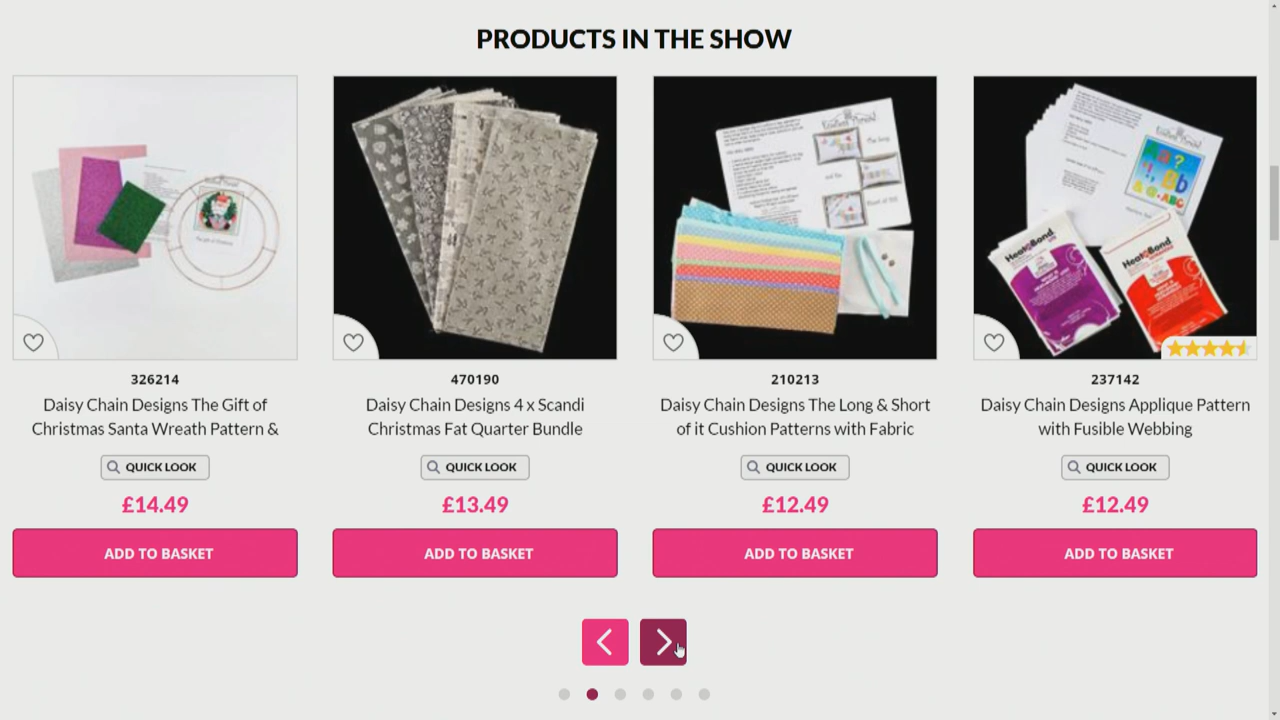 PRODUCTS IN THE SHOW
HeatnBond
HeatnBond
326214
Daisy Chain Designs The Gift of
Christmas Santa Wreath Pattern &
QUICK LOOK
£14.49
ADD TO BASKET
470190
Daisy Chain Designs 4 x Scandi
Christmas Fat Quarter Bundle
QUICK LOOK
£13.49
ADD TO BASKET
210213
Daisy Chain Designs The Long & Short
of it Cushion Patterns with Fabric
QUICK LOOK
£12.49
ADD TO BASKET
237142
Daisy Chain Designs Applique Pattern
with Fusible Webbing
QUICK LOOK
£12.49
ADD TO BASKET